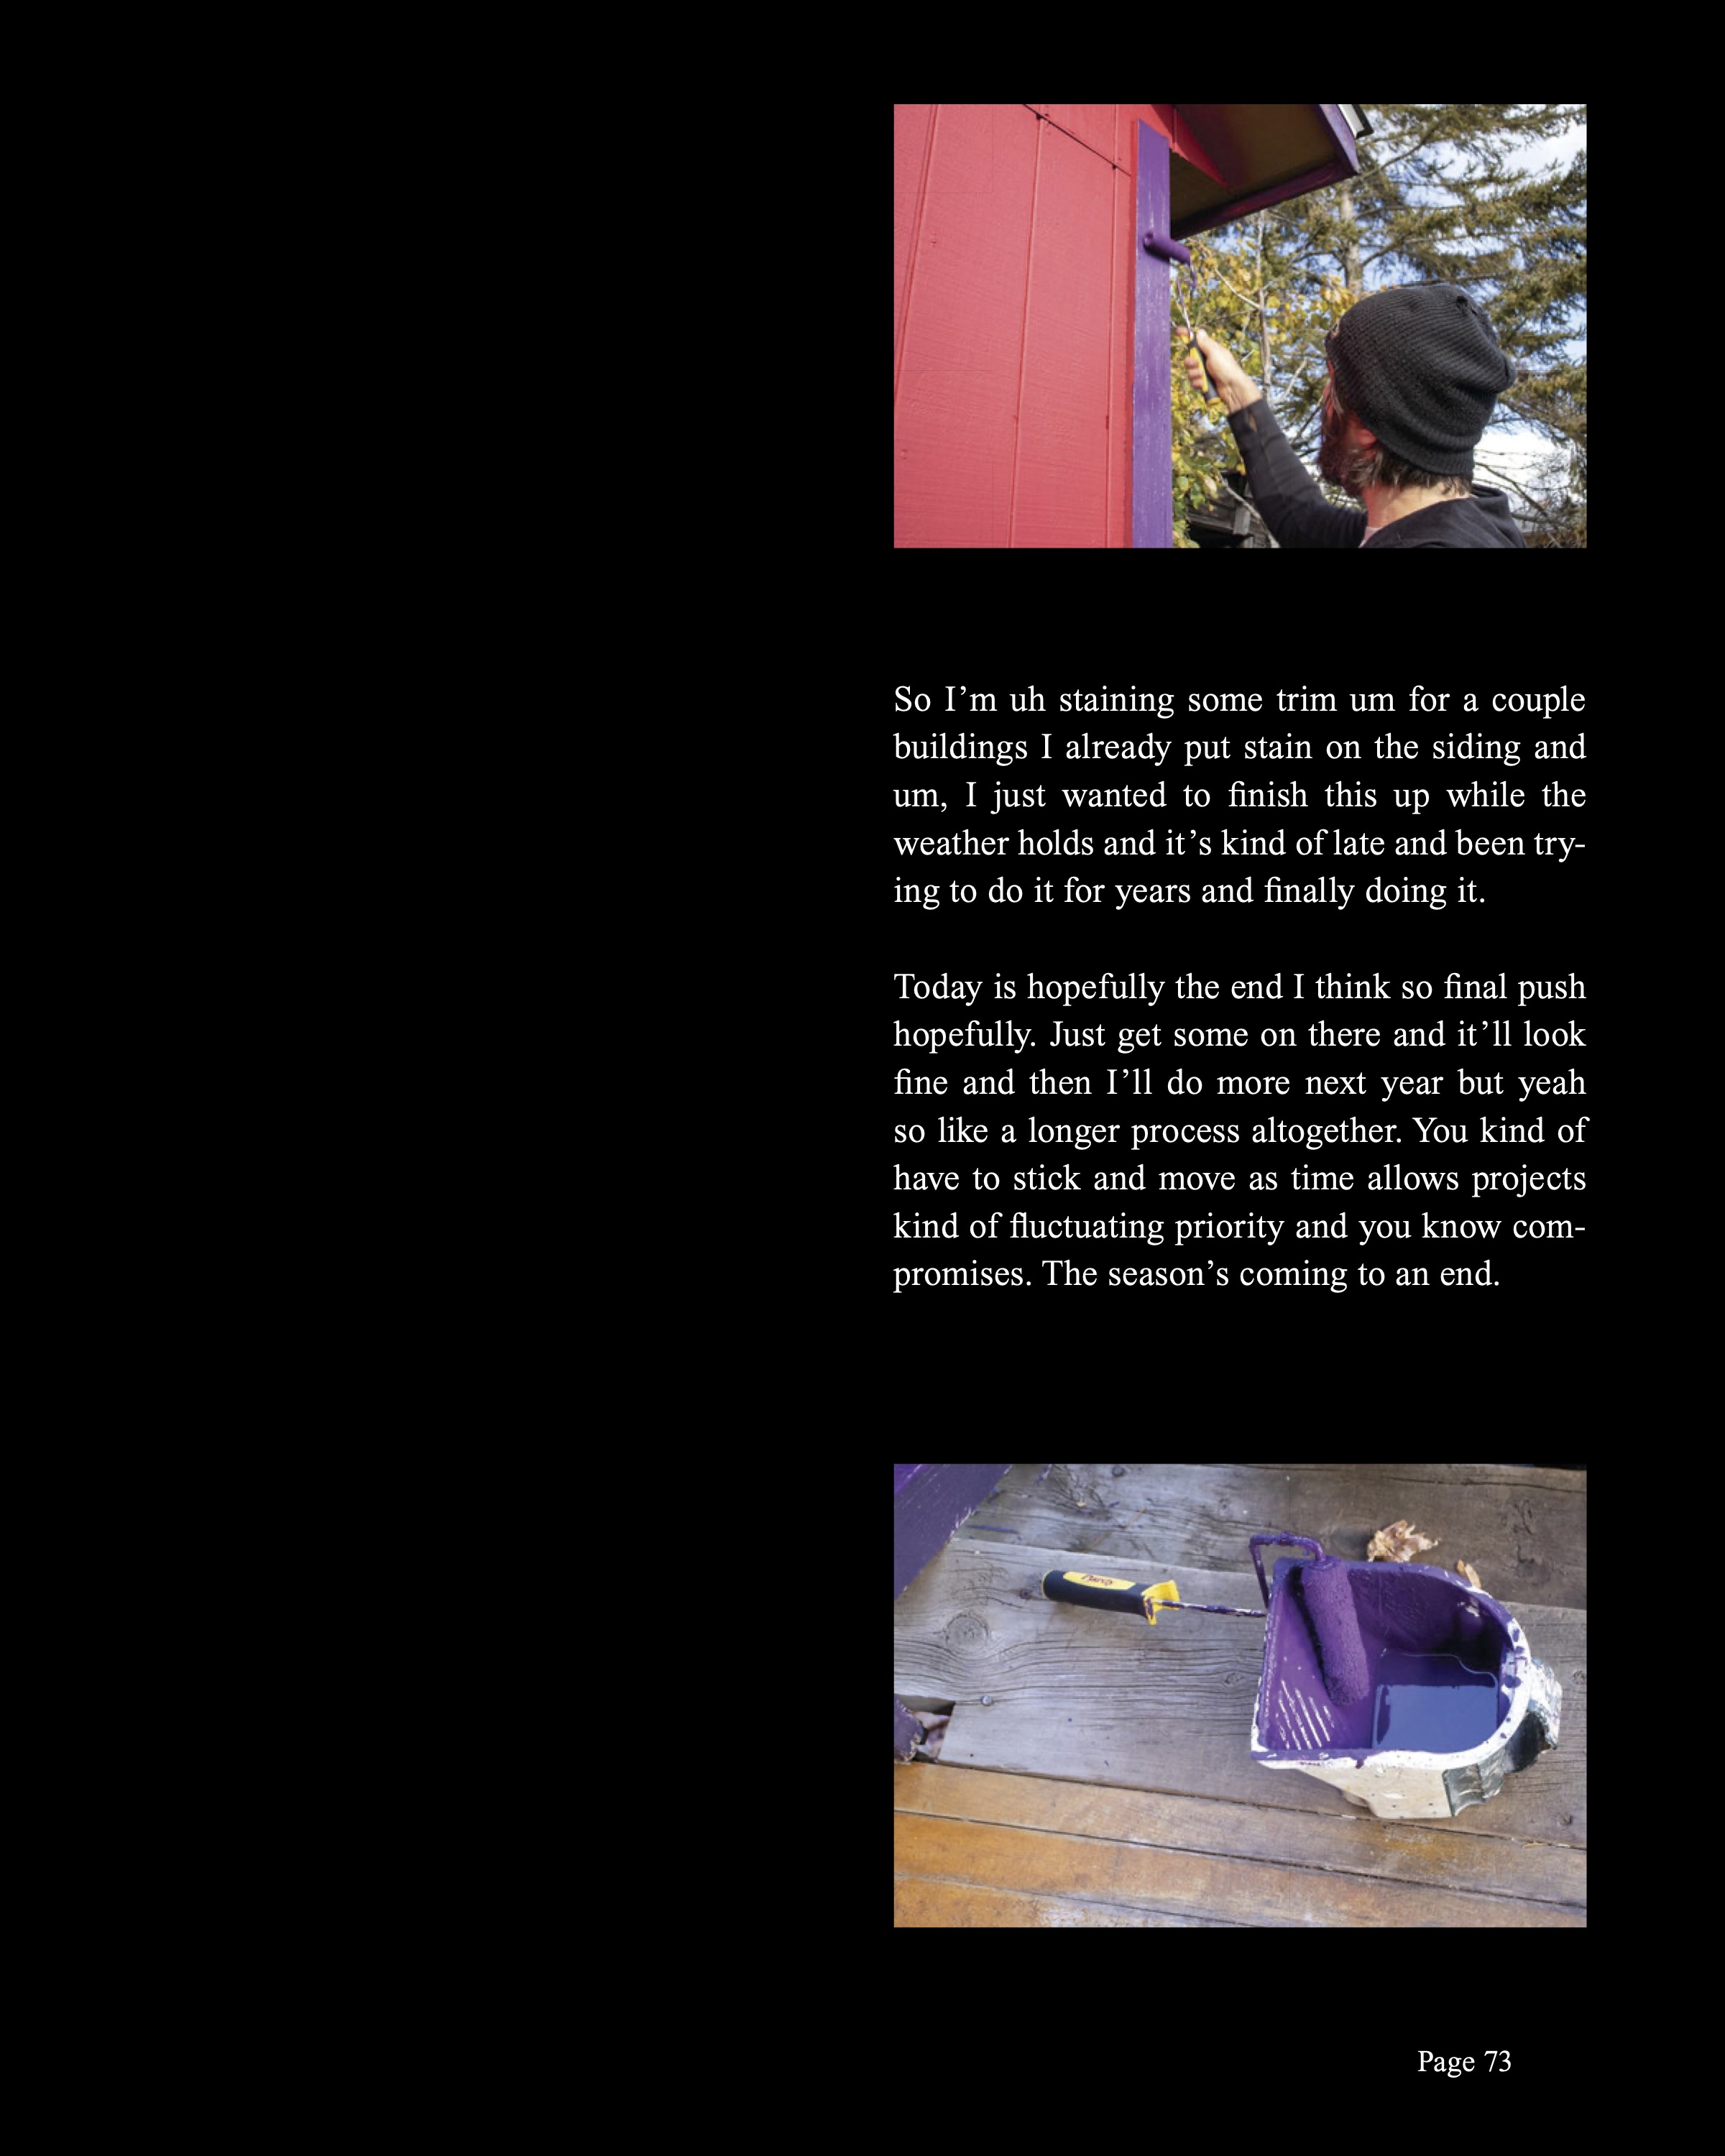 So I’m uh staining some trim um for a couple
buildings I already put stain on the siding and
um, I just wanted to finish this up while the
weather holds and it’s kind of late and been try-
ing to do it for years and finally doing it.
Today is hopefully the end I think so final push
hopefully. Just get some on there and it’ll look
fine and then I’ll do more next year but yeah
so like a longer process altogether. You kind of
have to stick and move as time allows projects
kind of fluctuating priority and you know com-
promises. The season’s coming to an end.
Purdy
Page 73